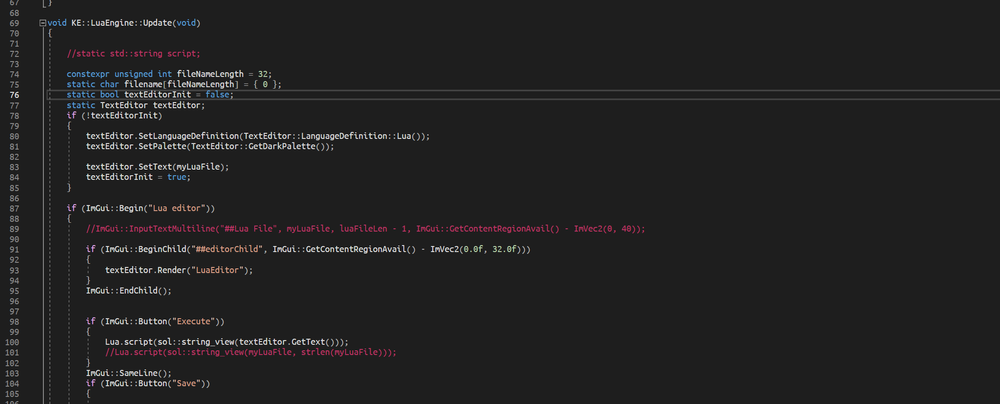 67 }
68
69 void KE::LuaEngine::Update(void)
70 {
71
72 //static std::string script;
73
74 constexpr unsigned int fileNameLength = 32;
75 static char filename[fileNameLength] = { 0 };
76 static bool textEditorInit = false;
77 static TextEditor textEditor;
78 if (!textEditorInit)
79 {
80 textEditor.SetLanguageDefinition(TextEditor::LanguageDefinition::Lua());
81 textEditor.SetPalette(TextEditor::GetDarkPalette());
82
83 textEditor.SetText(myLuaFile);
84 textEditorInit = true;
85 }
86
87 if (ImGui::Begin("Lua editor"))
88 {
89 //ImGui::InputTextMultiline("##Lua File", myLuaFile, luaFileLen - 1, ImGui::GetContentRegionAvail() - ImVec2(0, 40));
90
91 if (ImGui::BeginChild("##editorChild", ImGui::GetContentRegionAvail() - ImVec2(0.0f, 32.0f)))
92 {
93 textEditor.Render("LuaEditor");
94 }
95 ImGui::EndChild();
96
97
98 if (ImGui::Button("Execute"))
99 {
100 Lua.script(sol::string_view(textEditor.GetText()));
101 //Lua.script(sol::string_view(myLuaFile, strlen(myLuaFile)));
102 }
103 ImGui::SameLine();
104 if (ImGui::Button("Save"))
105 {